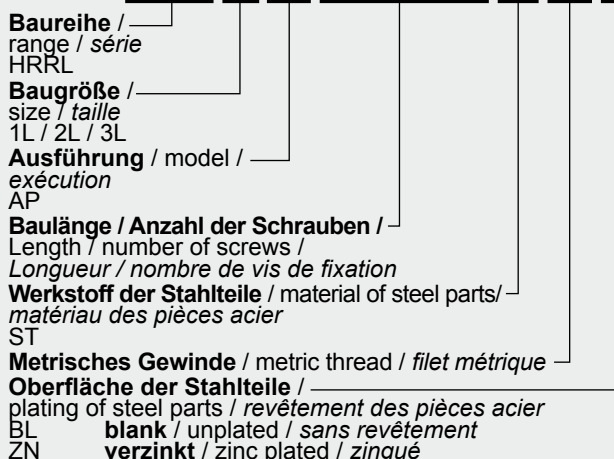 Baureihe /
range / série
HRRL
Baugröße /
size / taille
1L / 2L / 3L
Ausführung / model /
exécution
AP
Baulänge / Anzahl der Schrauben /
Length / number of screws /
Longueur / nombre de vis de fixation
Werkstoff der Stahlteile / material of steel parts/
matériau des pièces acier
ST
Metrisches Gewinde / metric thread / filet métrique
Oberfläche der Stahlteile /
plating of steel parts / revêtement des pièces acier
BL blank / unplated / sans revêtement
ZN verzinkt / zinc plated / zingué